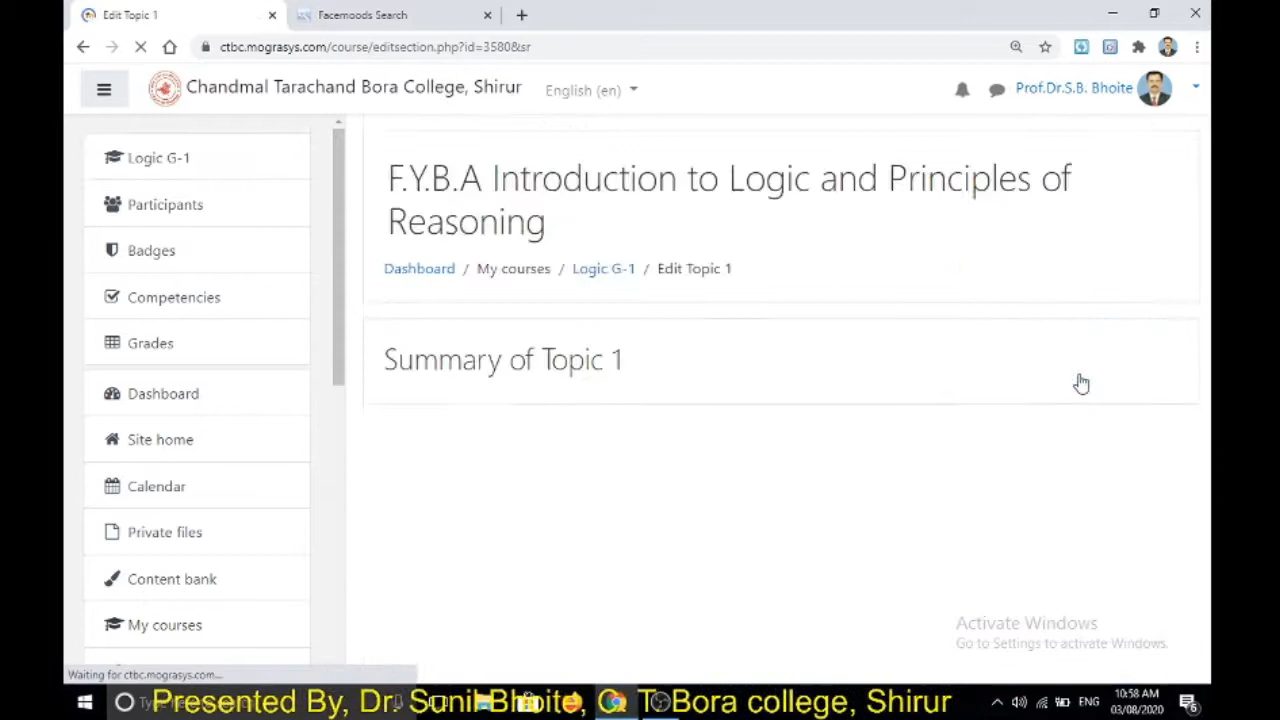 Edit Topic 1
Facemoods Search
ctbc.mograsys.com/course/editsection.php?id=3580&sr
Chandmal Tarachand Bora College, Shirur
English (en)
Prof.Dr.S.B. Bhoite
Logic G-1
Participants
Badges
Competencies
Grades
Dashboard
Site home
Calendar
Private files
Content bank
My courses
F.Y.B.A Introduction to Logic and Principles of
Reasoning
Dashboard / My courses / Logic G-1 / Edit Topic 1
Summary of Topic 1
Activate Windows
Go to Settings to activate Windows.
Waiting for ctbc.mograsys.com...
Presented By, Dr. Sunil Bhoite, C. T. Bora college, Shirur
ENG
10:58 AM
03/08/2020
6